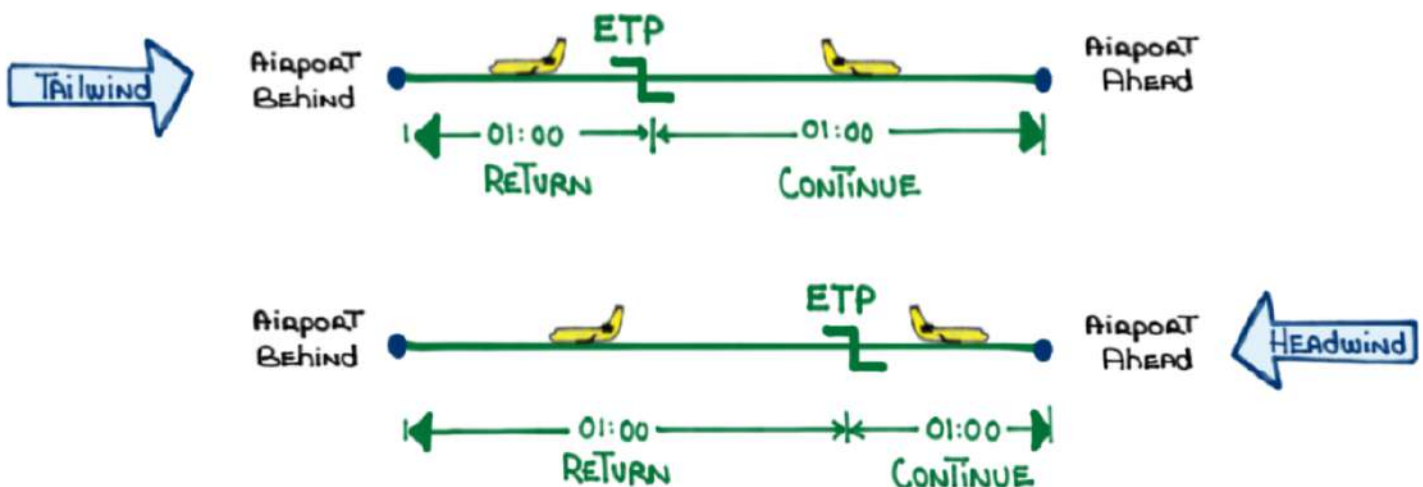 ETP
Tailwind
Airport
Behind
Airport
Ahead
01:00
01:00
Return
Continue
ETP
Airport
Behind
Airport
Ahead
Headwind
01:00
01:00
Return
Continue